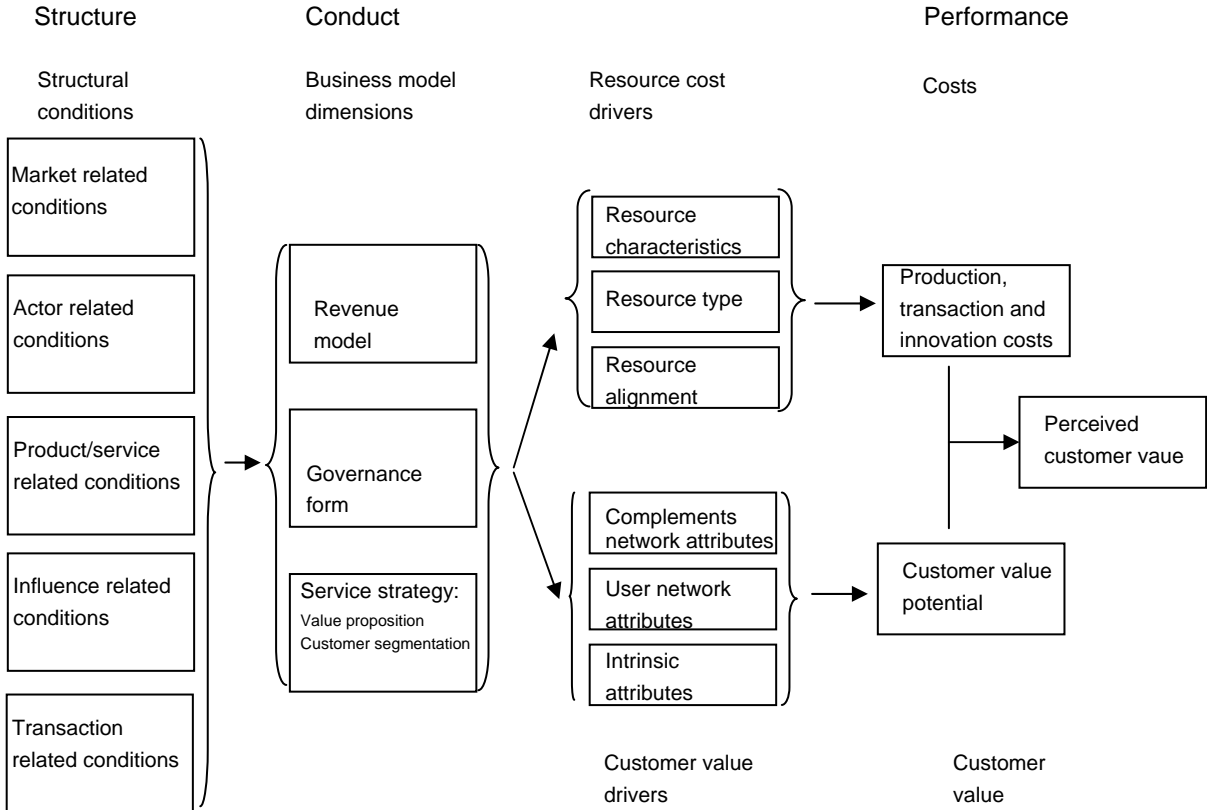 Structure
Conduct
Performance
Structural
conditions
Business model
dimensions
Resource cost
drivers
Costs
Market related
conditions
Actor related
conditions
Product/service
related conditions
Influence related
conditions
Transaction
related conditions
Revenue
model
Governance
form
Service strategy:
Value proposition
Customer segmentation
Resource
characteristics
Resource type
Resource
alignment
Complements
network attributes
User network
attributes
Intrinsic
attributes
Production,
transaction and
innovation costs
Perceived
customer vaue
Customer value
potential
Customer value
drivers
Customer
value